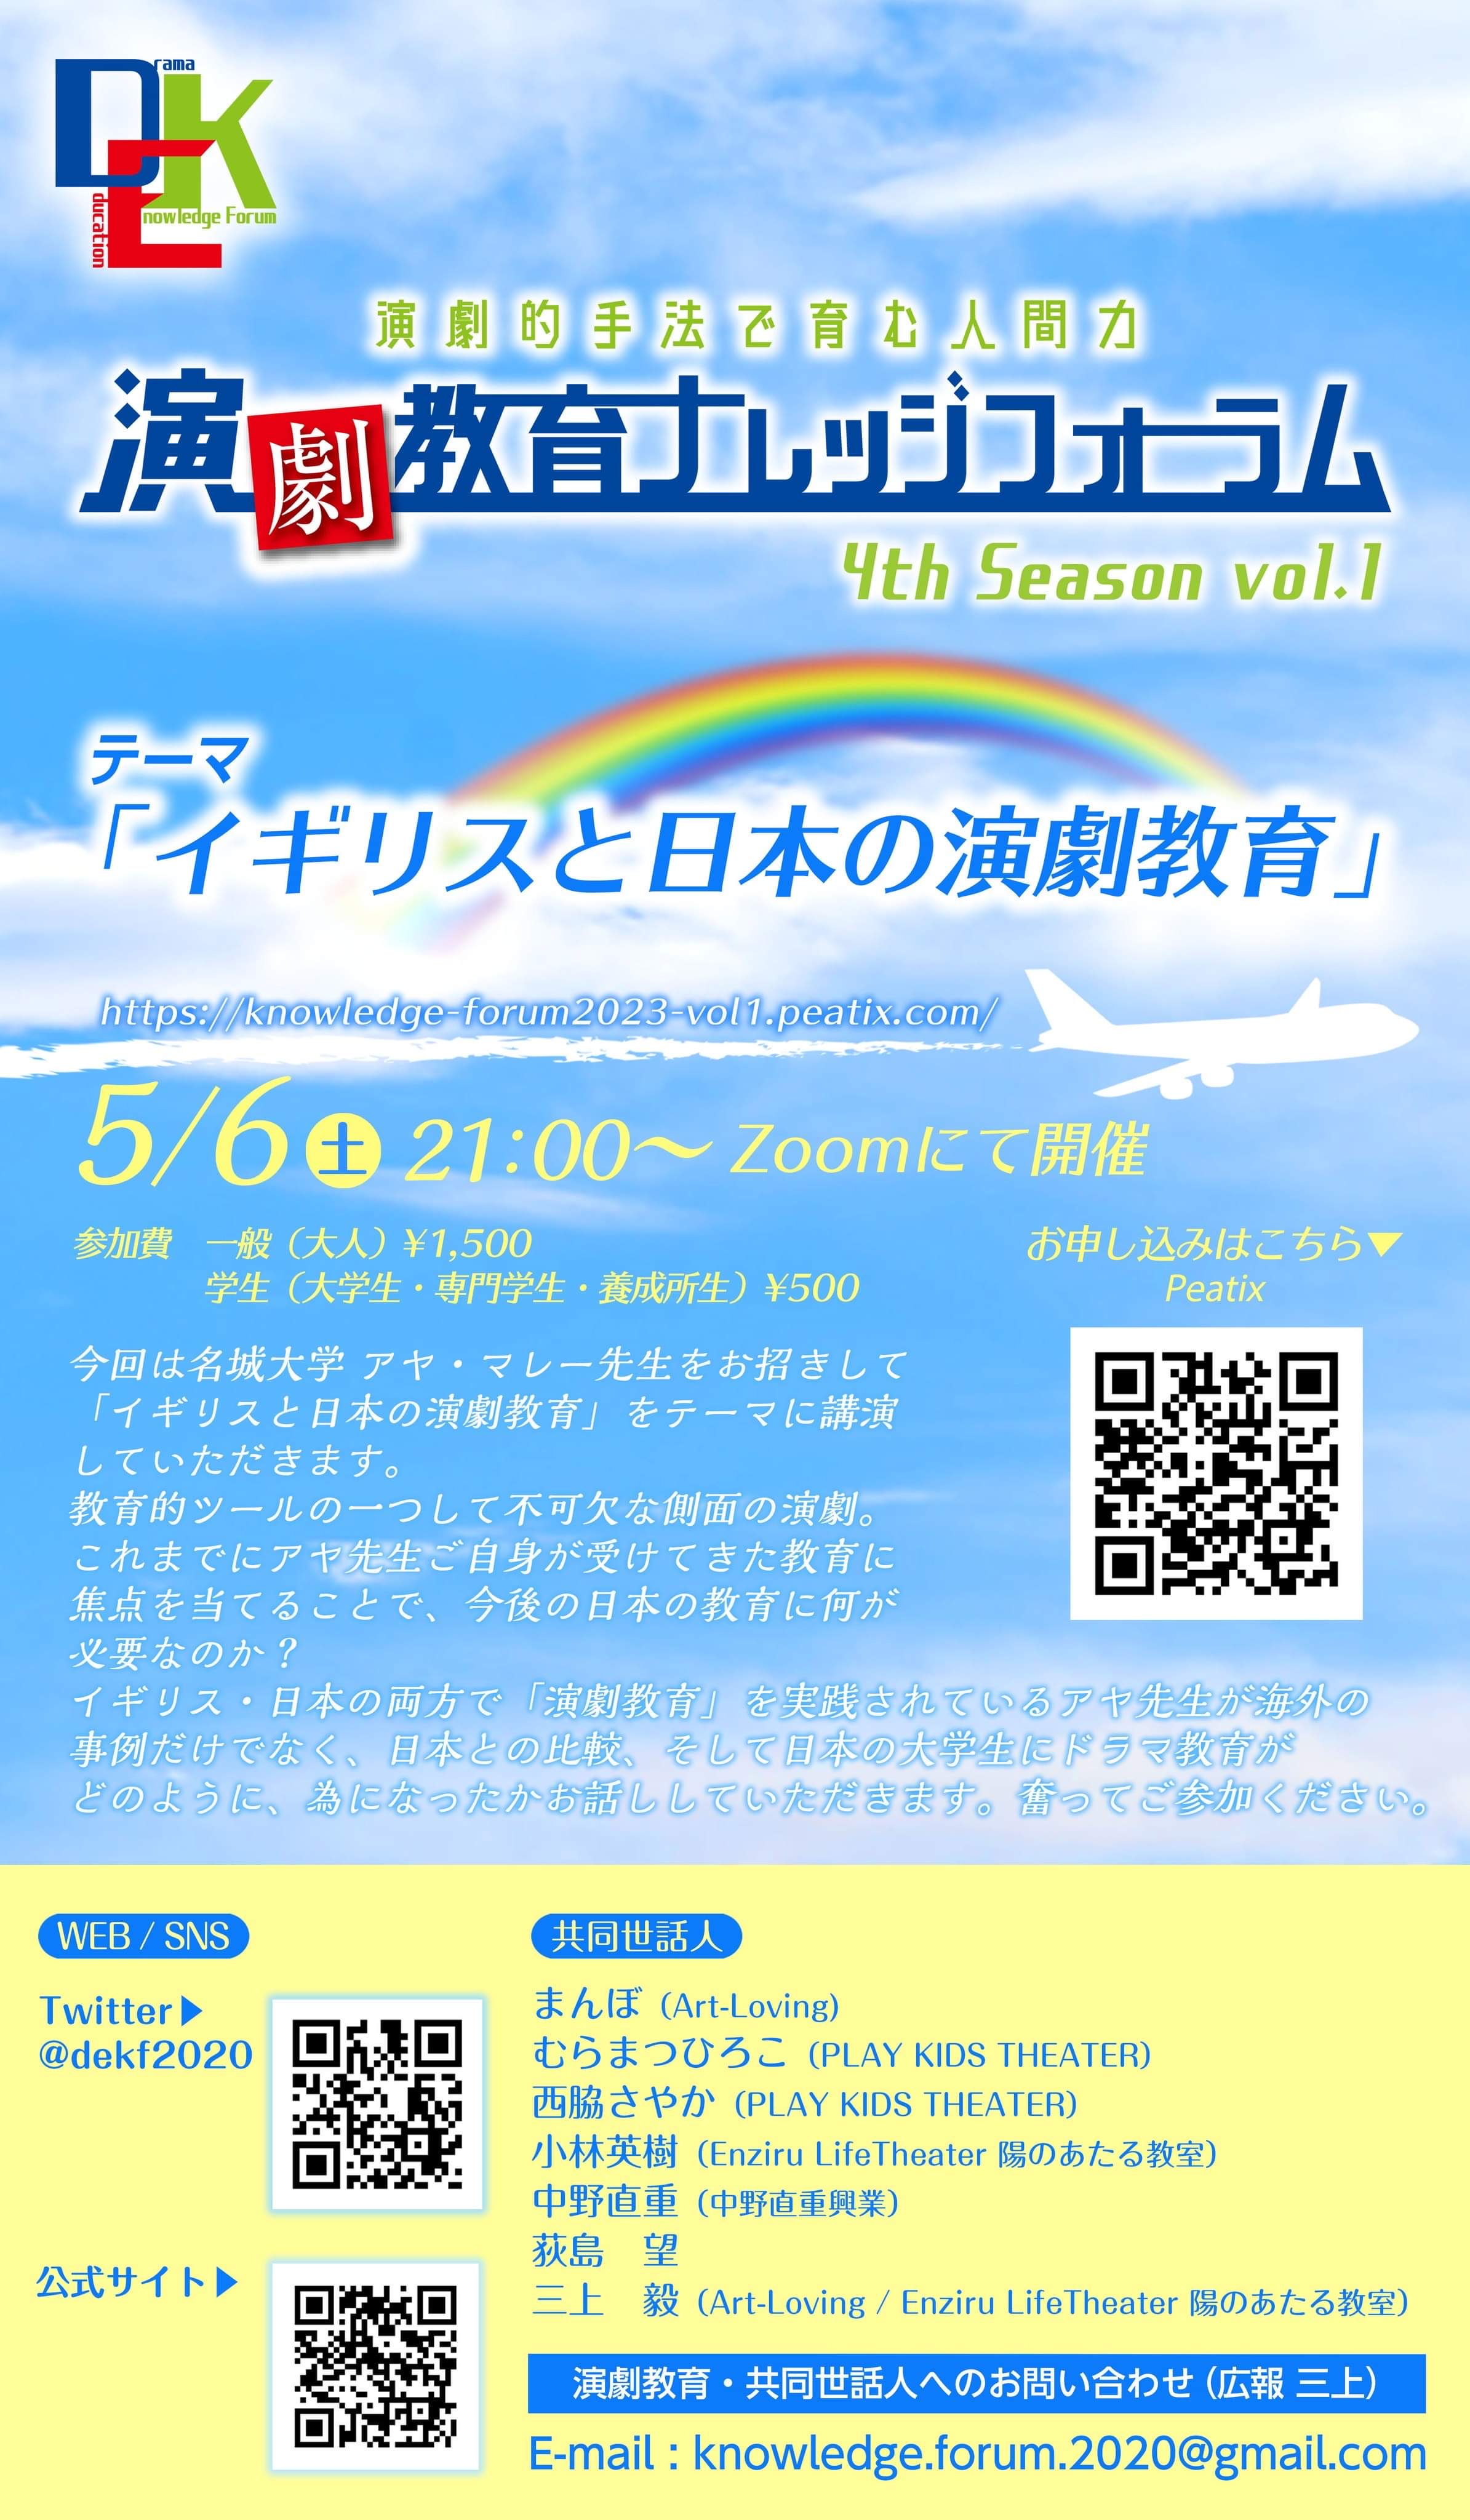 Drama
Education
Knowledge Forum
演劇的手法で育む人間力
演劇教育ナレッジフォーラム
4th Season vol.1
テーマ
「イギリスと日本の演劇教育」
https://knowledge-forum2023-vol1.peatix.com/
5/6 土 21:00～ Zoomにて開催
参加費 一般（大人）¥1,500
学生（大学生・専門学生・養成所生）¥500
お申し込みはこちら▼
Peatix
今回は名城大学 アヤ・マレー先生をお招きして
「イギリスと日本の演劇教育」をテーマに講演
していただきます。
教育的ツールの一つして不可欠な側面の演劇。
これまでにアヤ先生ご自身が受けてきた教育に
焦点を当てることで、今後の日本の教育に何が
必要なのか？
イギリス・日本の両方で「演劇教育」を実践されているアヤ先生が海外の
事例だけでなく、日本との比較、そして日本の大学生にドラマ教育が
どのように、為になったかお話ししていただきます。奮ってご参加ください。
WEB / SNS
Twitter▶
@dekf2020
公式サイト▶
共同世話人
まんぼ（Art-Loving）
むらまつひろこ（PLAY KIDS THEATER）
西脇さやか（PLAY KIDS THEATER）
小林英樹（Enziru LifeTheater 陽のあたる教室）
中野直重（中野直重興業）
荻島 望
三上 毅（Art-Loving / Enziru LifeTheater 陽のあたる教室）
演劇教育・共同世話人へのお問い合わせ（広報 三上）
E-mail : knowledge.forum.2020@gmail.com